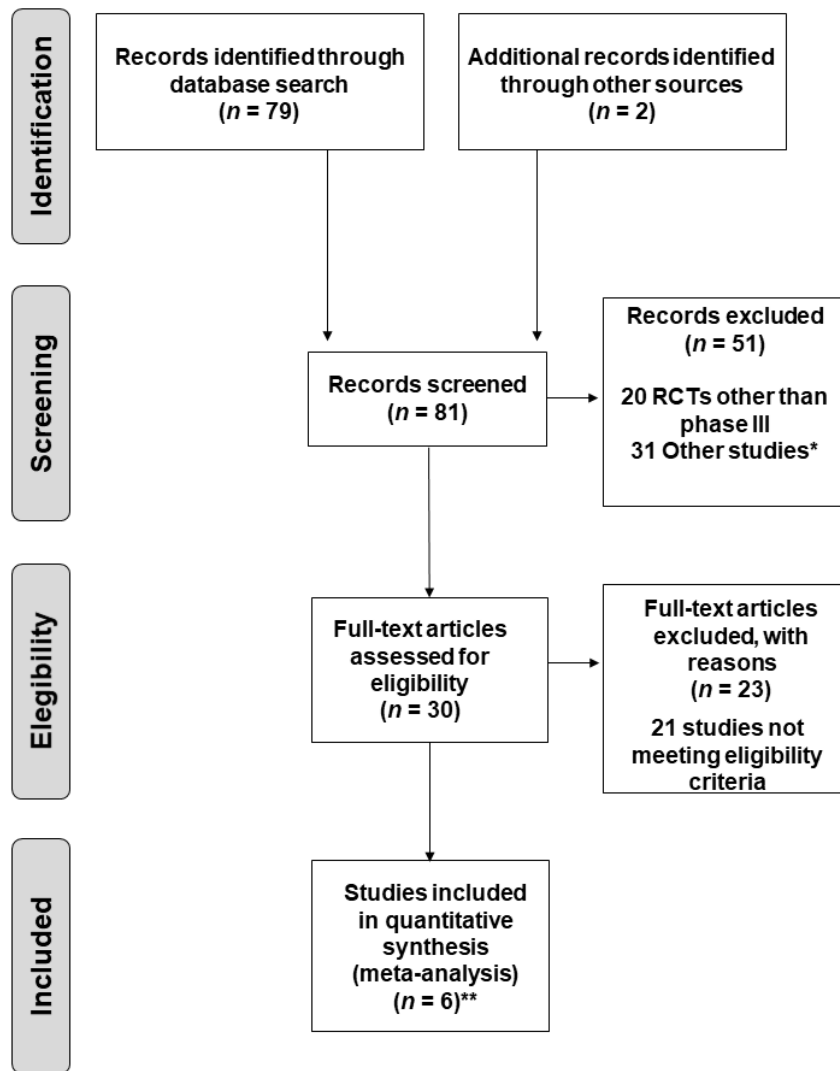 Identification
Records identified through
database search
(n = 79)
Additional records identified
through other sources
(n = 2)
Screening
Records screened
(n = 81)
Records excluded
(n = 51)
20 RCTs other than
phase III
31 Other studies*
Elegibility
Full-text articles
assessed for
eligibility
(n = 30)
Full-text articles
excluded, with
reasons
(n = 23)
21 studies not
meeting eligibility
criteria
Included
Studies included
in quantitative
synthesis
(meta-analysis)
(n = 6)**